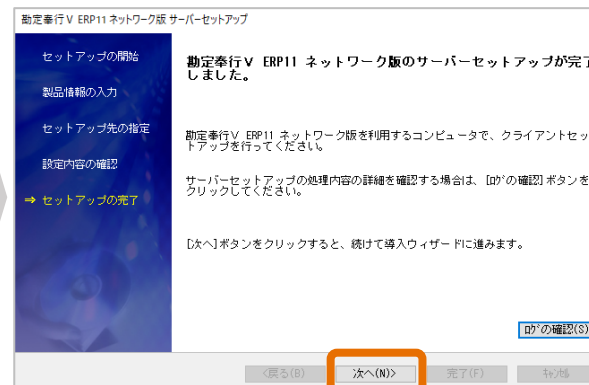 勘定奉行Ⅴ ERP11 ネットワーク版 サーバーセットアップ
セットアップの開始
製品情報の入力
セットアップ先の指定
設定内容の確認
⇒ セットアップの完了
勘定奉行Ⅴ ERP11 ネットワーク版のサーバーセットアップが完了
しました。
勘定奉行Ⅴ ERP11 ネットワーク版を利用するコンピュータで、クライアントセッ
トアップを行ってください。
サーバーセットアップの処理内容の詳細を確認する場合は、[ログの確認]ボタンを
クリックしてください。
[次へ]ボタンをクリックすると、続けて導入ウィザードに進みます。
ログの確認(S)
<戻る(B)
次へ(N)>
完了(F)
キャンセル